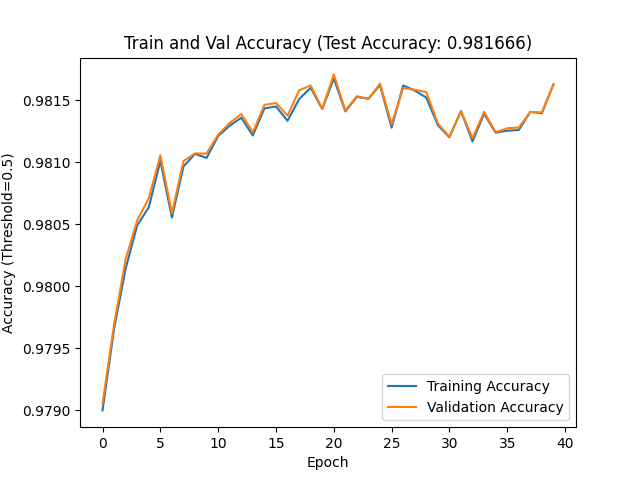 Train and Val Accuracy (Test Accuracy: 0.981666)
Accuracy (Threshold=0.5)
0.9815
0.9810
0.9805
0.9800
0.9795
0.9790
Training Accuracy
Validation Accuracy
0 5 10 15 20 25 30 35 40
Epoch